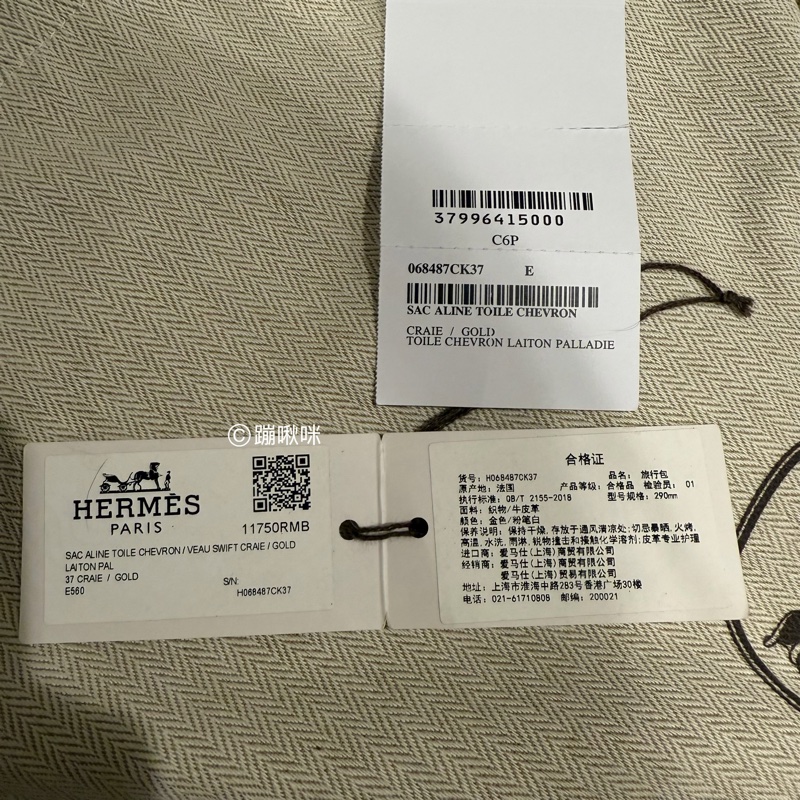 37996415000
C6P
068487CK37 E
SAC ALINE TOILE CHEVRON
CRAIE / GOLD
TOILE CHEVRON LAITON PALLADIE
©蹦啾咪
HERMÈS
PARIS
11750RMB
SAC ALINE TOILE CHEVRON / VEAU SWIFT CRAIE / GOLD
LAITON PAL
37 CRAIE / GOLD
S/N:
E560
H068487CK37
合格证
货号: H068487CK37 品名: 旅行包
原产地: 法国 产品等级: 合格品 检验员: 01
执行标准: QB/T 2155-2018 型号规格: 290mm
面料: 织物/牛皮革
颜色: 金色/粉笔白
保养说明: 保持干燥, 存放于通风清凉处; 切忌暴晒, 火烤,
高温, 水洗, 雨淋, 锐物撞击和接触化学溶剂; 皮革专业护理
进口商: 爱马仕(上海)商贸有限公司
经销商: 爱马仕(上海)商贸有限公司
爱马仕(上海)贸易有限公司
地址: 上海市淮海中路283号香港广场30楼
电话: 021-61710808 邮编: 200021